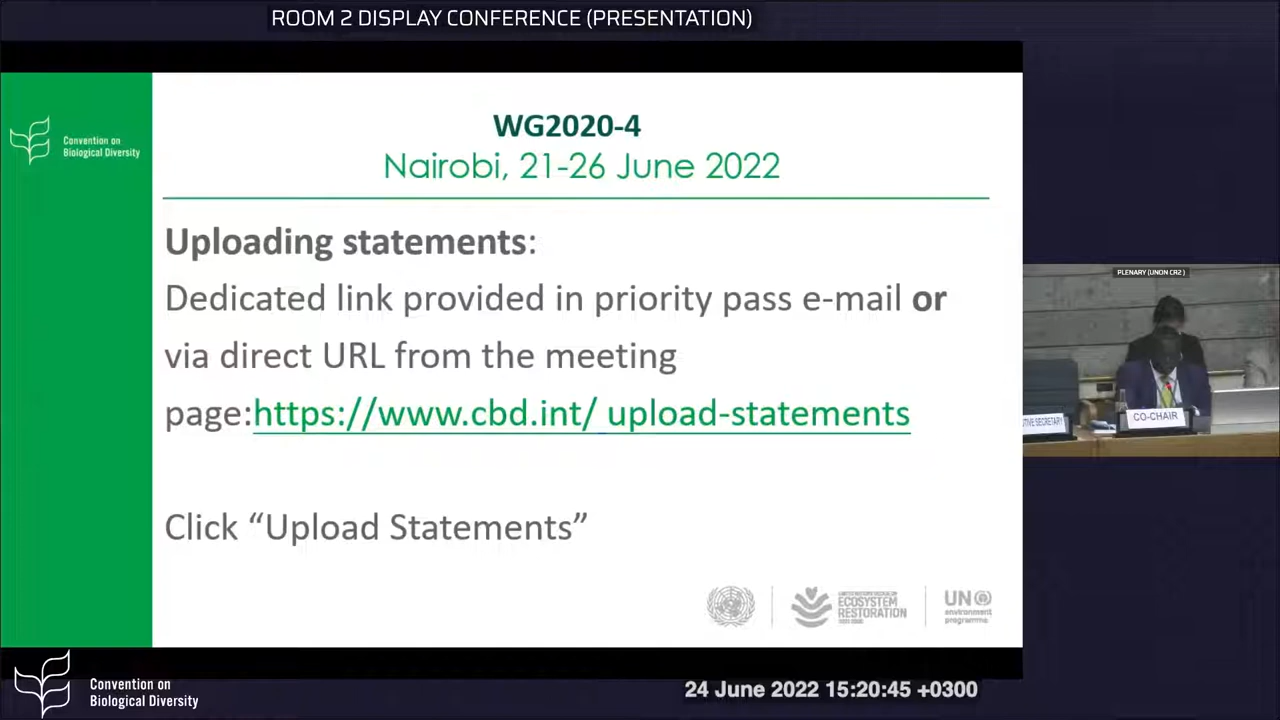 ROOM 2 DISPLAY CONFERENCE (PRESENTATION)
Convention on
Biological Diversity
WG2020-4
Nairobi, 21-26 June 2022
Uploading statements:
Dedicated link provided in priority pass e-mail or
via direct URL from the meeting
page:https://www.cbd.int/ upload-statements
Click “Upload Statements”
ECOSYSTEM
RESTORATION
UN
environment
programme
PLENARY (UNON CR2 )
TIVE SECRETARY
CO-CHAIR
Convention on
Biological Diversity
24 June 2022 15:20:45 +0300